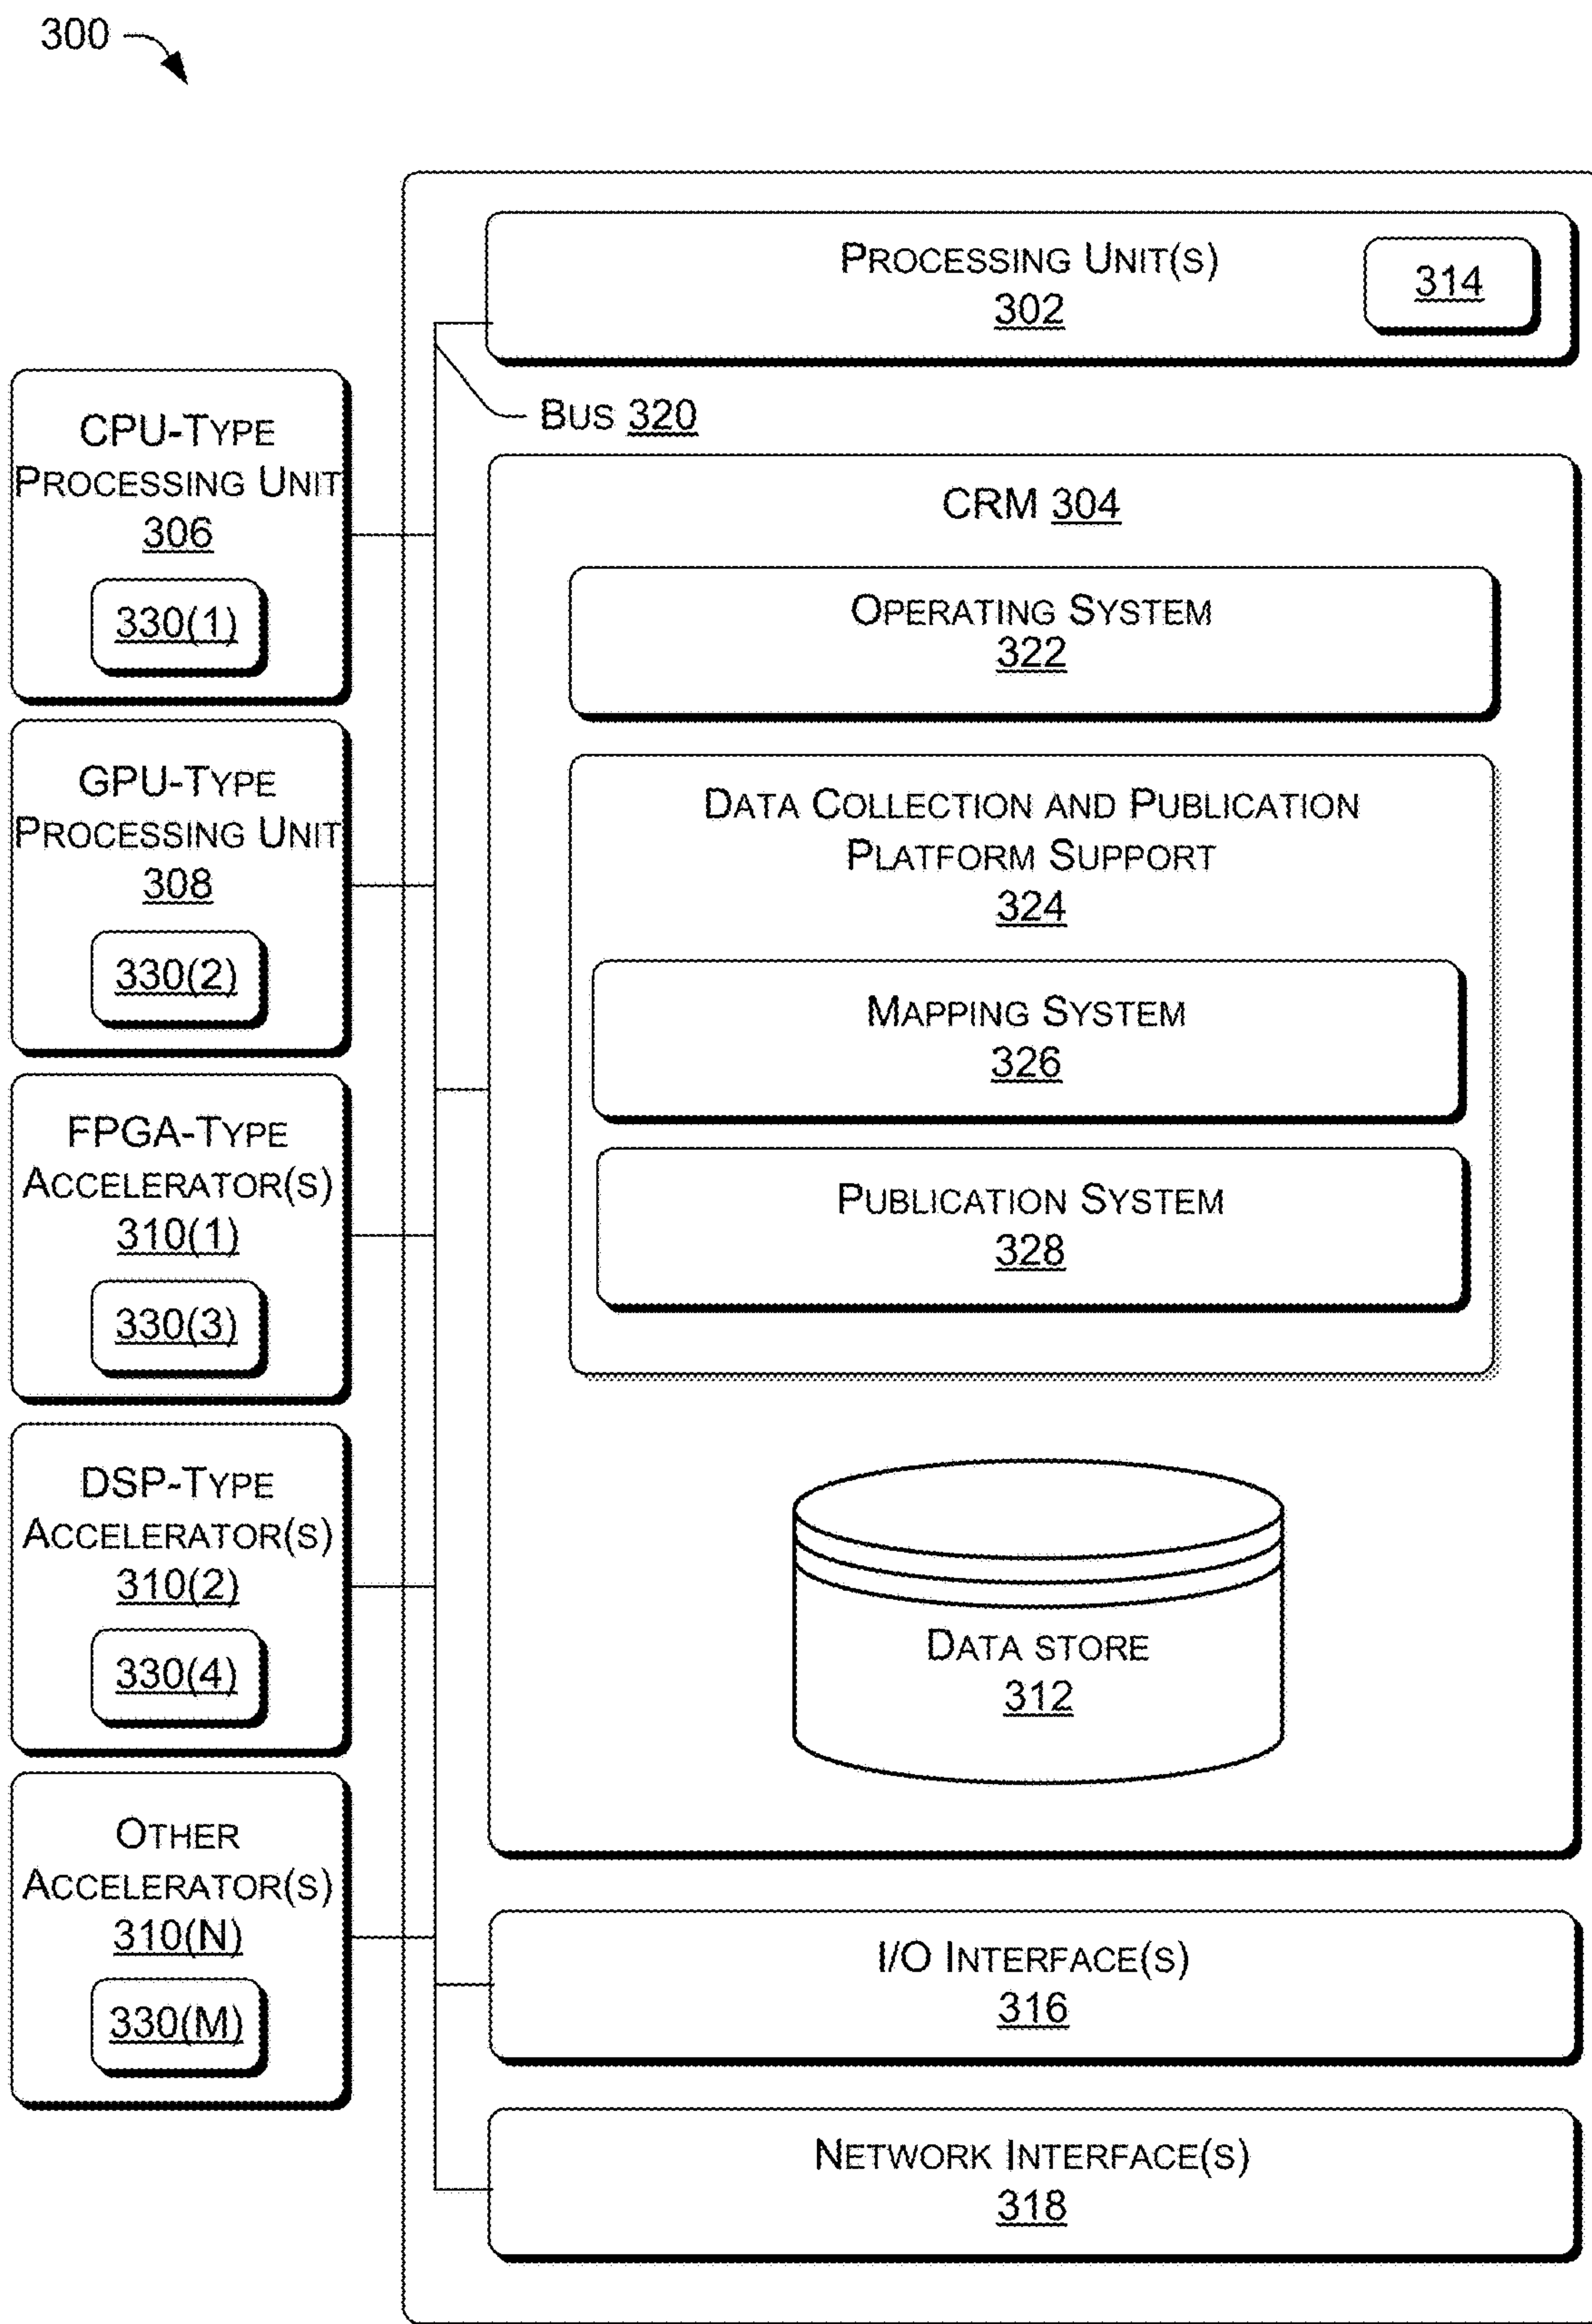 300
PROCESSING UNIT(S)
302
314
BUS 320
CPU-TYPE
PROCESSING UNIT
306
330(1)
GPU-TYPE
PROCESSING UNIT
308
330(2)
FPGA-TYPE
ACCELERATOR(S)
310(1)
330(3)
DSP-TYPE
ACCELERATOR(S)
310(2)
330(4)
OTHER
ACCELERATOR(S)
310(N)
330(M)
CRM 304
OPERATING SYSTEM
322
DATA COLLECTION AND PUBLICATION
PLATFORM SUPPORT
324
MAPPING SYSTEM
326
PUBLICATION SYSTEM
328
DATA STORE
312
I/O INTERFACE(S)
316
NETWORK INTERFACE(S)
318